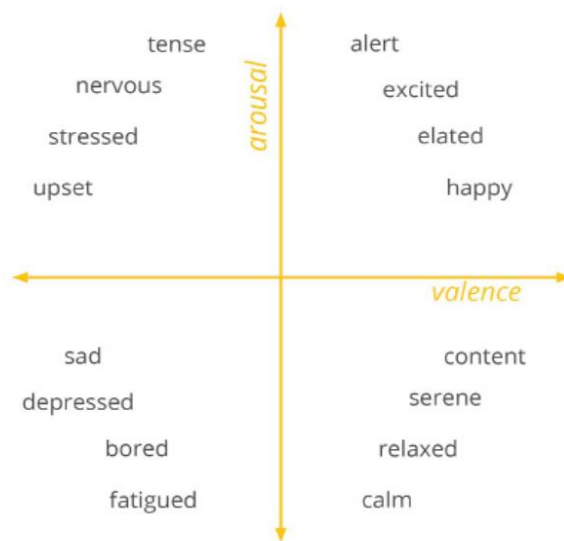 tense
alert
nervous
arousal
excited
stressed
elated
upset
happy
valence
sad
content
depressed
serene
bored
relaxed
fatigued
calm